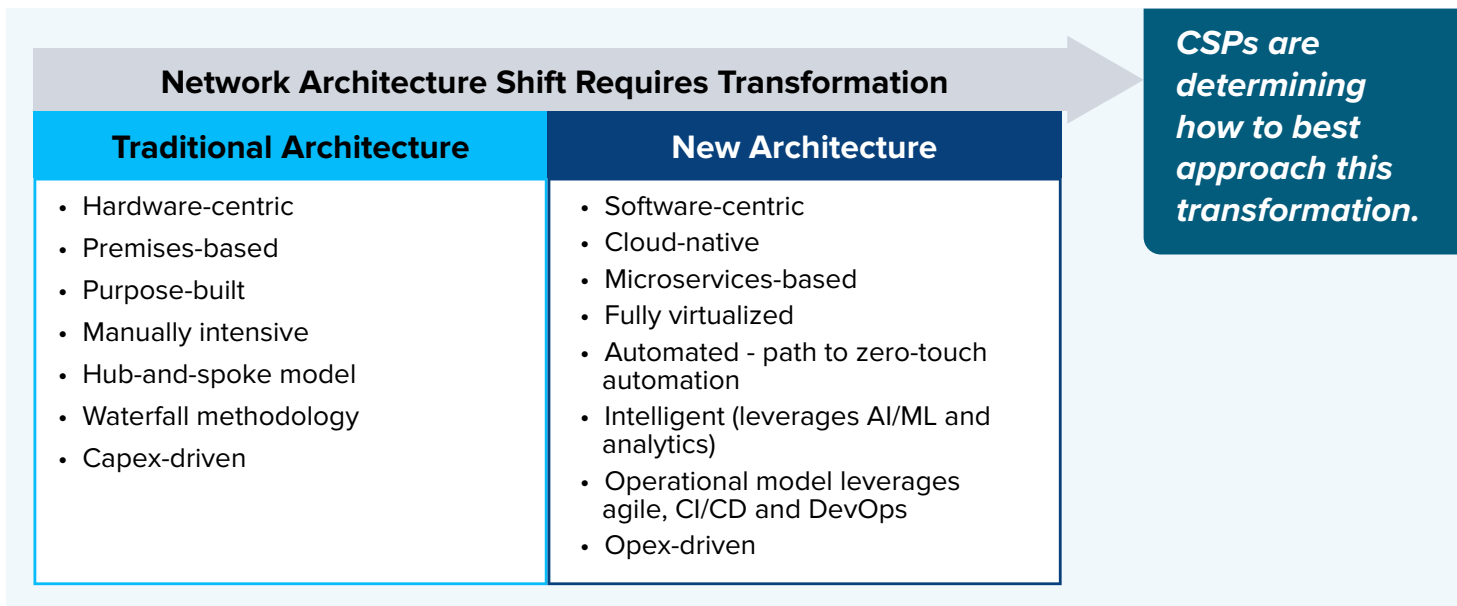 Network Architecture Shift Requires Transformation
Traditional Architecture
• Hardware-centric
• Premises-based
• Purpose-built
• Manually intensive
• Hub-and-spoke model
• Waterfall methodology
• Capex-driven
New Architecture
• Software-centric
• Cloud-native
• Microservices-based
• Fully virtualized
• Automated - path to zero-touch
automation
• Intelligent (leverages AI/ML and
analytics)
• Operational model leverages
agile, CI/CD and DevOps
• Opex-driven
CSPs are
determining
how to best
approach this
transformation.